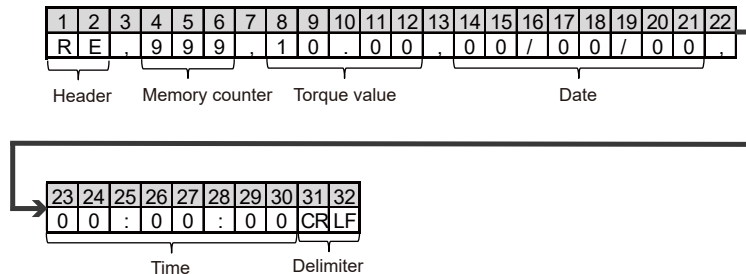 1 2 3 4 5 6 7 8 9 10 11 12 13 14 15 16 17 18 19 20 21 22
R E , 9 9 9 , 1 0 . 0 0 , 0 0 / 0 0 / 0 0 ,
Header Memory counter Torque value Date
23 24 25 26 27 28 29 30 31 32
0 0 : 0 0 : 0 0 CR LF
Time Delimiter